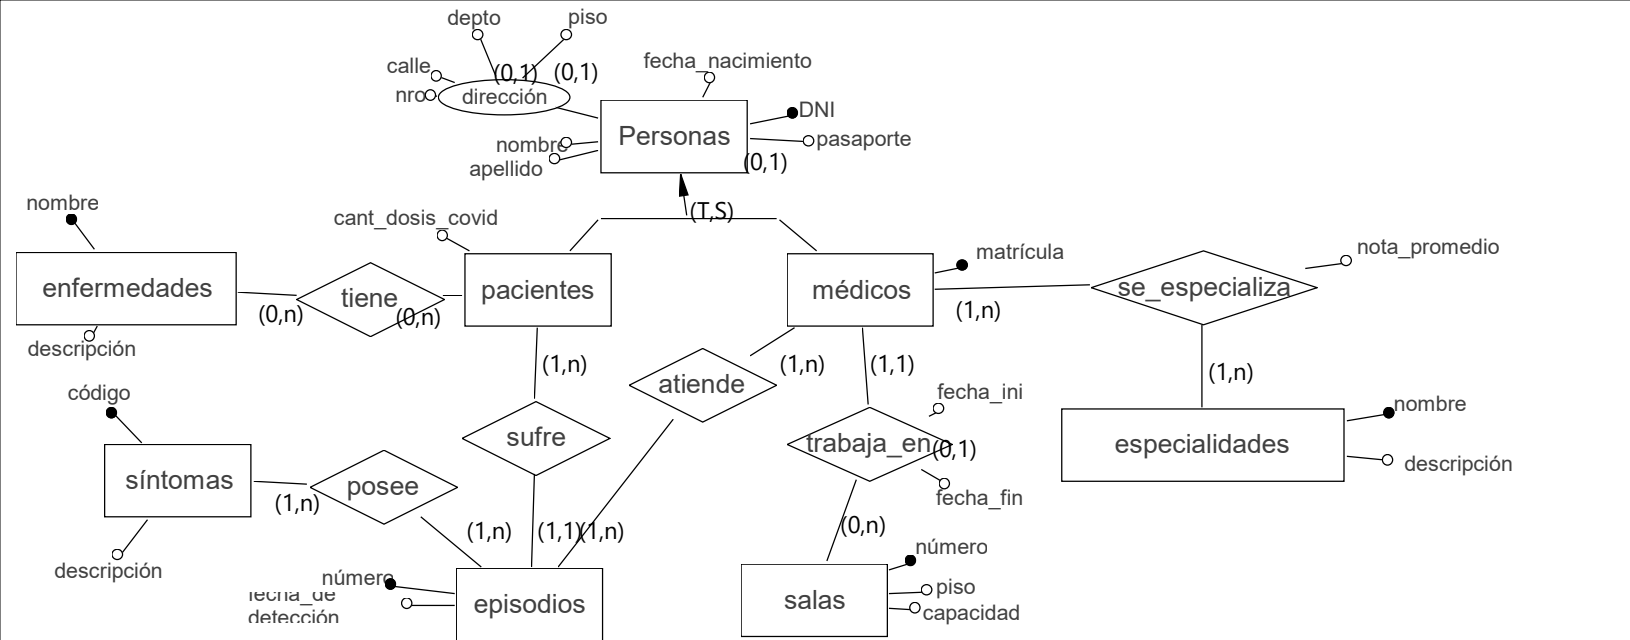 depto
piso
calle
(0,1)
(0,1)
fecha_nacimiento
nro
dirección
DNI
Personas
pasaporte
nombre
apellido
(0,1)
nombre
cant_dosis_covid
(T,S)
matrícula
nota_promedio
enfermedades
tiene
pacientes
médicos
se_especializa
(0,n)
(0,n)
(1,n)
descripción
(1,n)
(1,n)
(1,1)
(1,n)
código
atiende
fecha_ini
nombre
sufre
trabaja_en
(0,1)
especialidades
descripción
síntomas
posee
(1,n)
fecha_fin
(1,n)
(1,1)
(1,n)
(0,n)
descripción
número
número
fecha_de
detección
episodios
salas
piso
capacidad